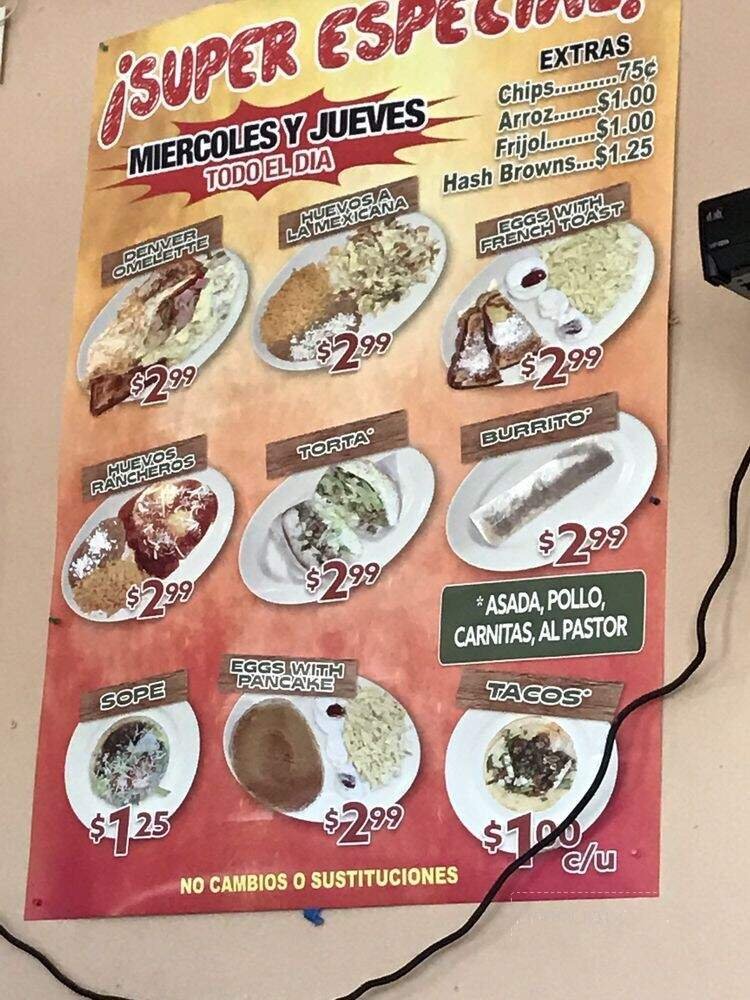 ¡SUPER ESPECIAL!
MIERCOLES Y JUEVES
TODO EL DIA
EXTRAS
Chips..........75¢
Arroz.......$1.00
Frijol........$1.00
Hash Browns...$1.25
DENVER
OMELETTE
$2.99
HUEVOS A
LA MEXICANA
$2.99
EGGS WITH
FRENCH TOAST
$2.99
HUEVOS
RANCHEROS
$2.99
TORTA*
$2.99
BURRITO*
$2.99
* ASADA, POLLO,
CARNITAS, AL PASTOR
SOPE
$1.25
EGGS WITH
PANCAKE
$2.99
TACOS*
$1.00
c/u
NO CAMBIOS O SUSTITUCIONES